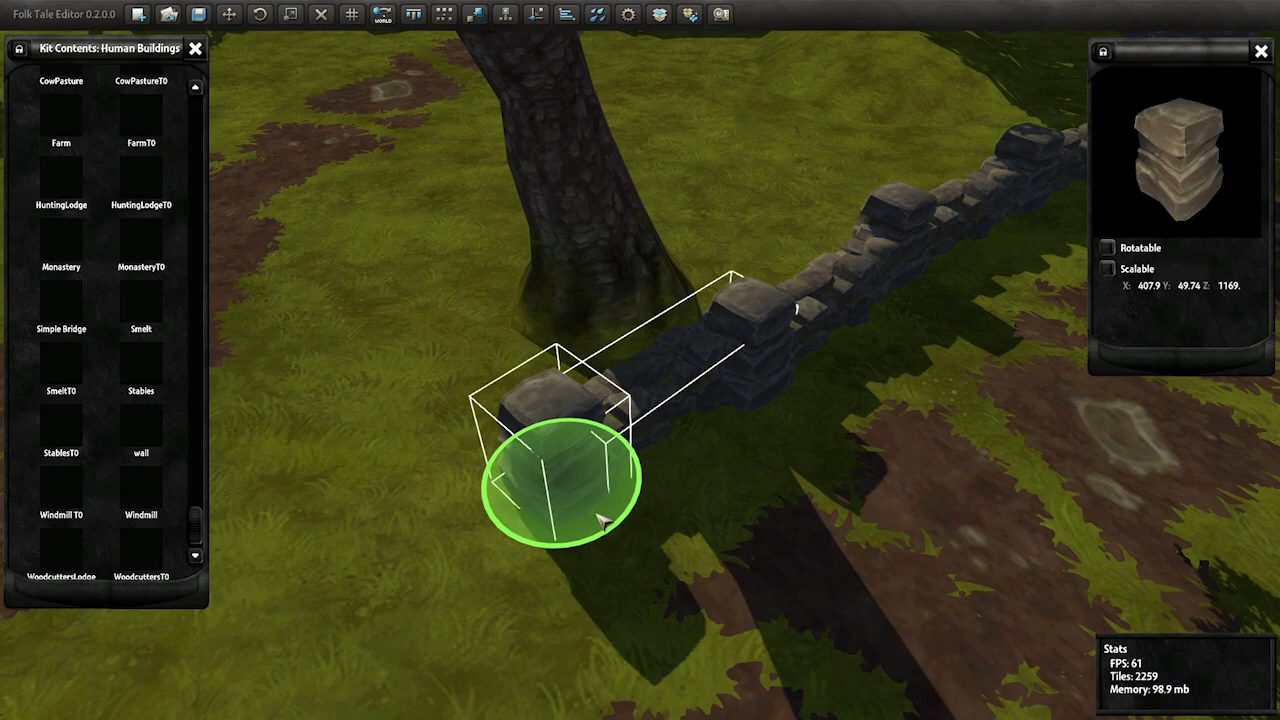 Folk Tale Editor 0.2.0.0
WORLD
Kit Contents: Human Buildings
CowPasture CowPastureT0
Farm FarmT0
HuntingLodge HuntingLodgeT0
Monastery MonasteryT0
Simple Bridge Smelt
SmeltT0 Stables
StablesT0 wall
Windmill T0 Windmill
WoodcuttersLodge WoodcuttersT0
Rotatable
Scalable
X: 407.9 Y: 49.74 Z: 1169.
Stats
FPS: 61
Tiles: 2259
Memory: 98.9 mb